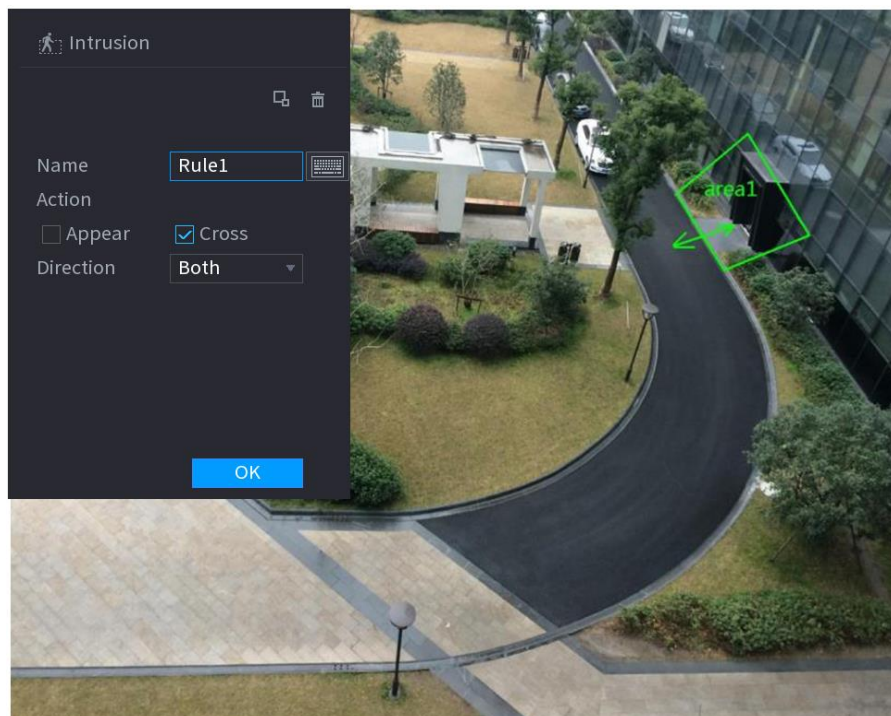 Intrusion
Name Rule1
Action
Appear Cross
Direction Both
OK
area1